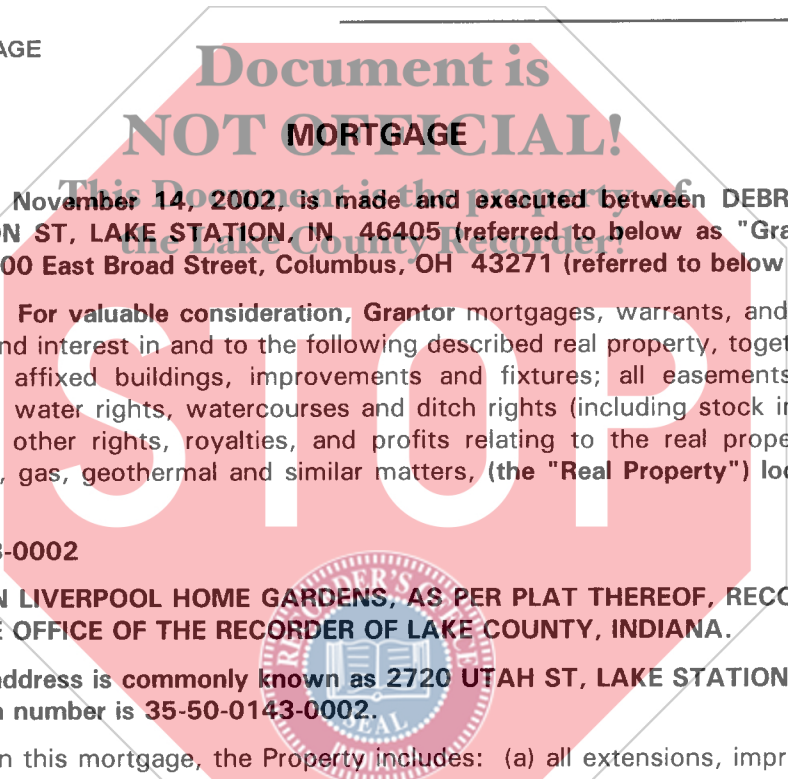 AGE
Document is
NOT OFFICIAL!
MORTGAGE
This Document is the property of
the Lake County Recorder!
November 14, 2002, is made and executed between DEBR
ON ST, LAKE STATION, IN 46405 (referred to below as "Gra
00 East Broad Street, Columbus, OH 43271 (referred to below
For valuable consideration, Grantor mortgages, warrants, and
nd interest in and to the following described real property, toget
affixed buildings, improvements and fixtures; all easements
water rights, watercourses and ditch rights (including stock in
other rights, royalties, and profits relating to the real prope
, gas, geothermal and similar matters, (the "Real Property") loc
STOP
-0002
N LIVERPOOL HOME GARDENS, AS PER PLAT THEREOF, RECO
E OFFICE OF THE RECORDER OF LAKE COUNTY, INDIANA.
RECORDER'S OFFICE
SEAL
address is commonly known as 2720 UTAH ST, LAKE STATION
n number is 35-50-0143-0002.
n this mortgage, the Property includes: (a) all extensions, impr